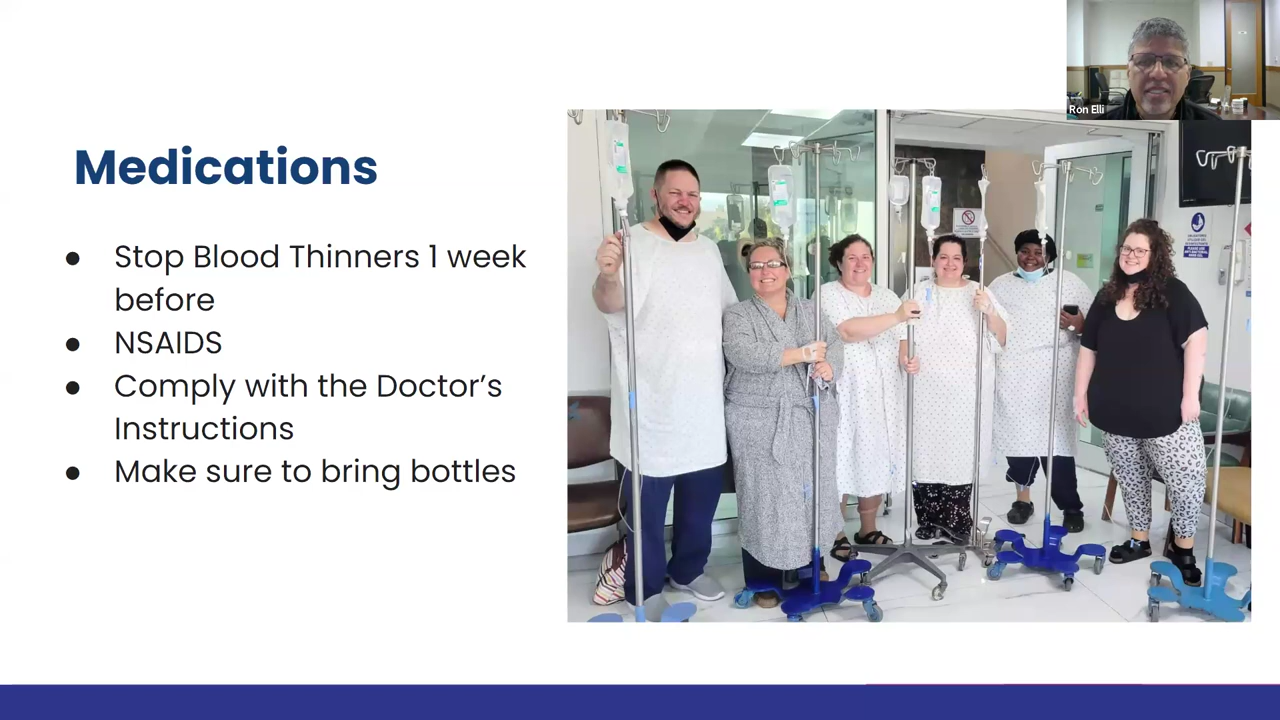 Ron Elli
Medications
● Stop Blood Thinners 1 week
before
● NSAIDS
● Comply with the Doctor's
Instructions
● Make sure to bring bottles